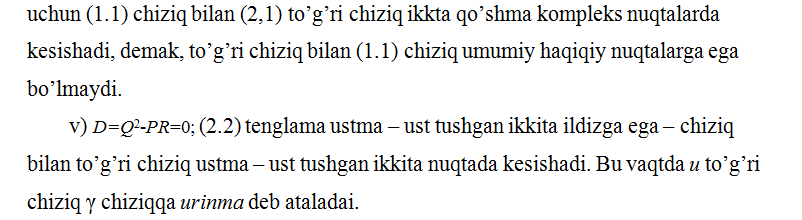 uchun (1.1) chiziq bilan (2,1) to’g’ri chiziq ikkta qo’shma kompleks nuqtalarda
kesishadi, demak, to’g’ri chiziq bilan (1.1) chiziq umumiy haqiqiy nuqtalarga ega
bo’lmaydi.
v) D=Q²-PR=0; (2.2) tenglama ustma – ust tushgan ikkita ildizga ega – chiziq
bilan to’g’ri chiziq ustma – ust tushgan ikkita nuqtada kesishadi. Bu vaqtda u to’g’ri
chiziq γ chiziqqa urinma deb ataladai.